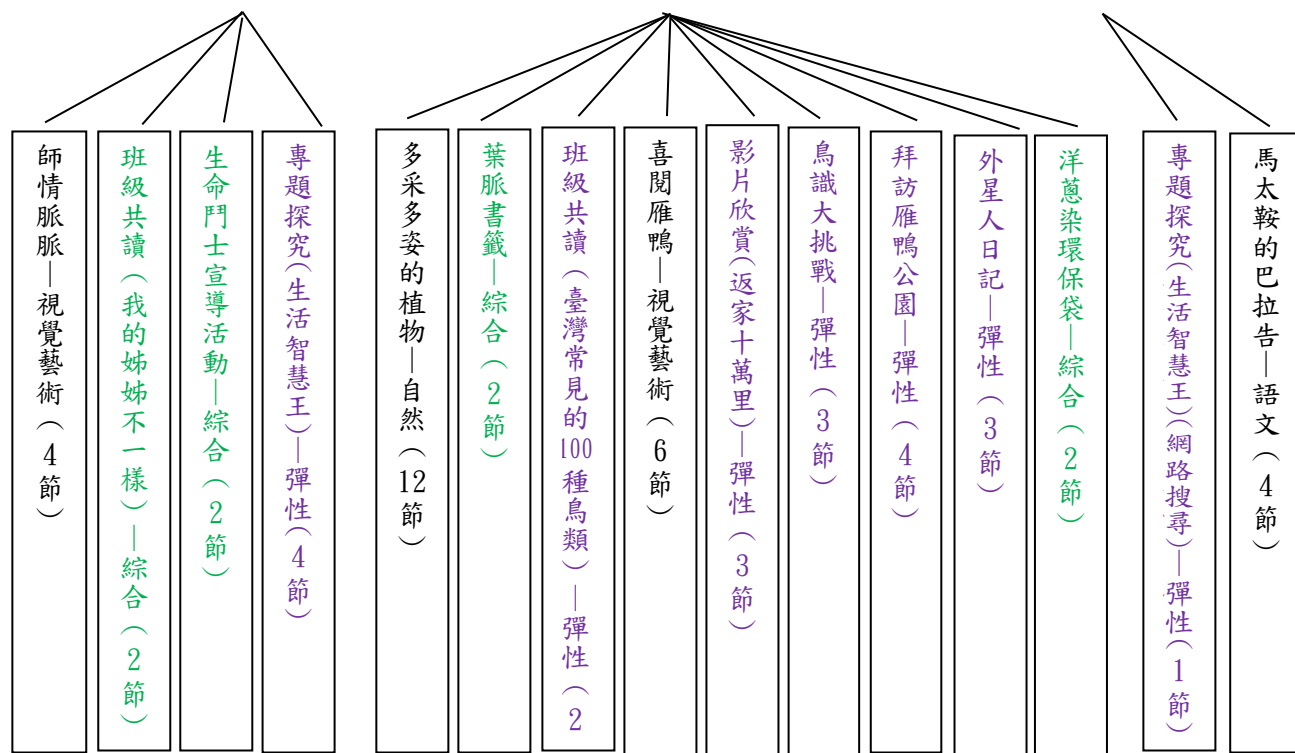 師情脈脈—視覺藝術(4節)
班級共讀(我的姊姊不一樣)—綜合(2節)
生命鬥士宣導活動—綜合(2節)
專題探究(生活智慧王)—彈性(4節)
多采多姿的植物—自然(12節)
葉脈書籤—綜合(2節)
班級共讀(臺灣常見的100種鳥類)—彈性(2
喜閱雁鴨—視覺藝術(6節)
影片欣賞(返家十萬里)—彈性(3節)
鳥識大挑戰—彈性(3節)
拜訪雁鴨公園—彈性(4節)
外星人日記—彈性(3節)
洋蔥染環保袋—綜合(2節)
專題探究(生活智慧王)(網路搜尋)—彈性(1節)
馬太鞍的巴拉告—語文(4節)